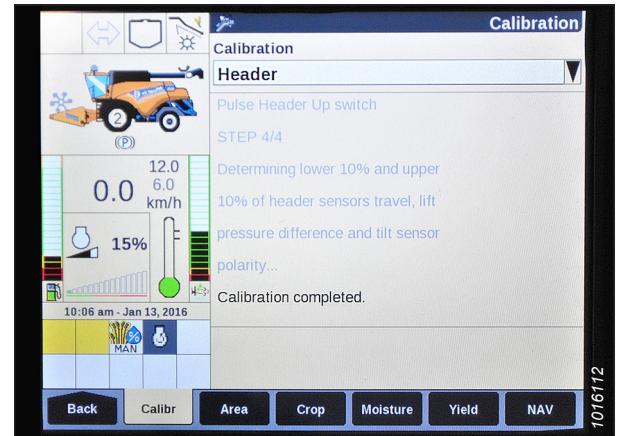 Calibration
Calibration
Header
Pulse Header Up switch
STEP 4/4
Determining lower 10% and upper
10% of header sensors travel, lift
pressure difference and tilt sensor
polarity...
Calibration completed.
2
(P)
12.0
0.0
6.0
km/h
15%
10:06 am - Jan 13, 2016
MAN
Back
Calibr
Area
Crop
Moisture
Yield
NAV
1016112